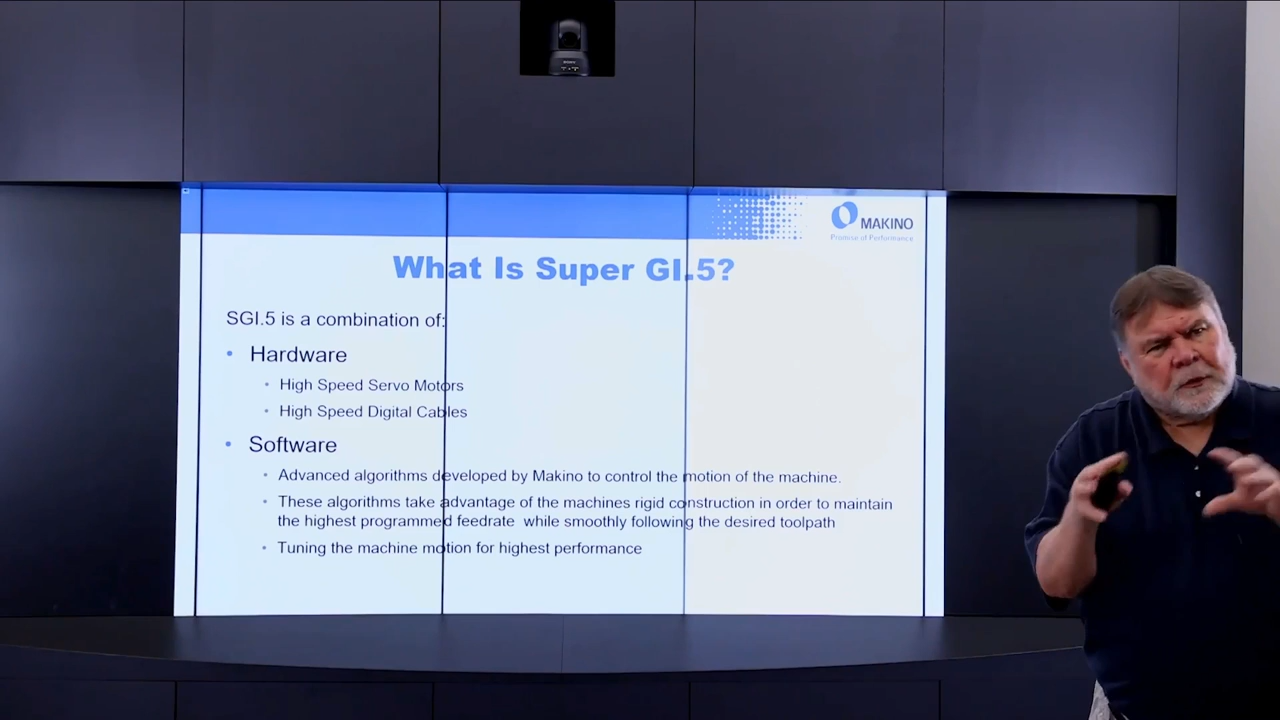 SONY
MAKINO
Promise of Performance
What Is Super GI.5?
SGI.5 is a combination of:
• Hardware
• High Speed Servo Motors
• High Speed Digital Cables
• Software
• Advanced algorithms developed by Makino to control the motion of the machine.
• These algorithms take advantage of the machines rigid construction in order to maintain
the highest programmed feedrate while smoothly following the desired toolpath
• Tuning the machine motion for highest performance